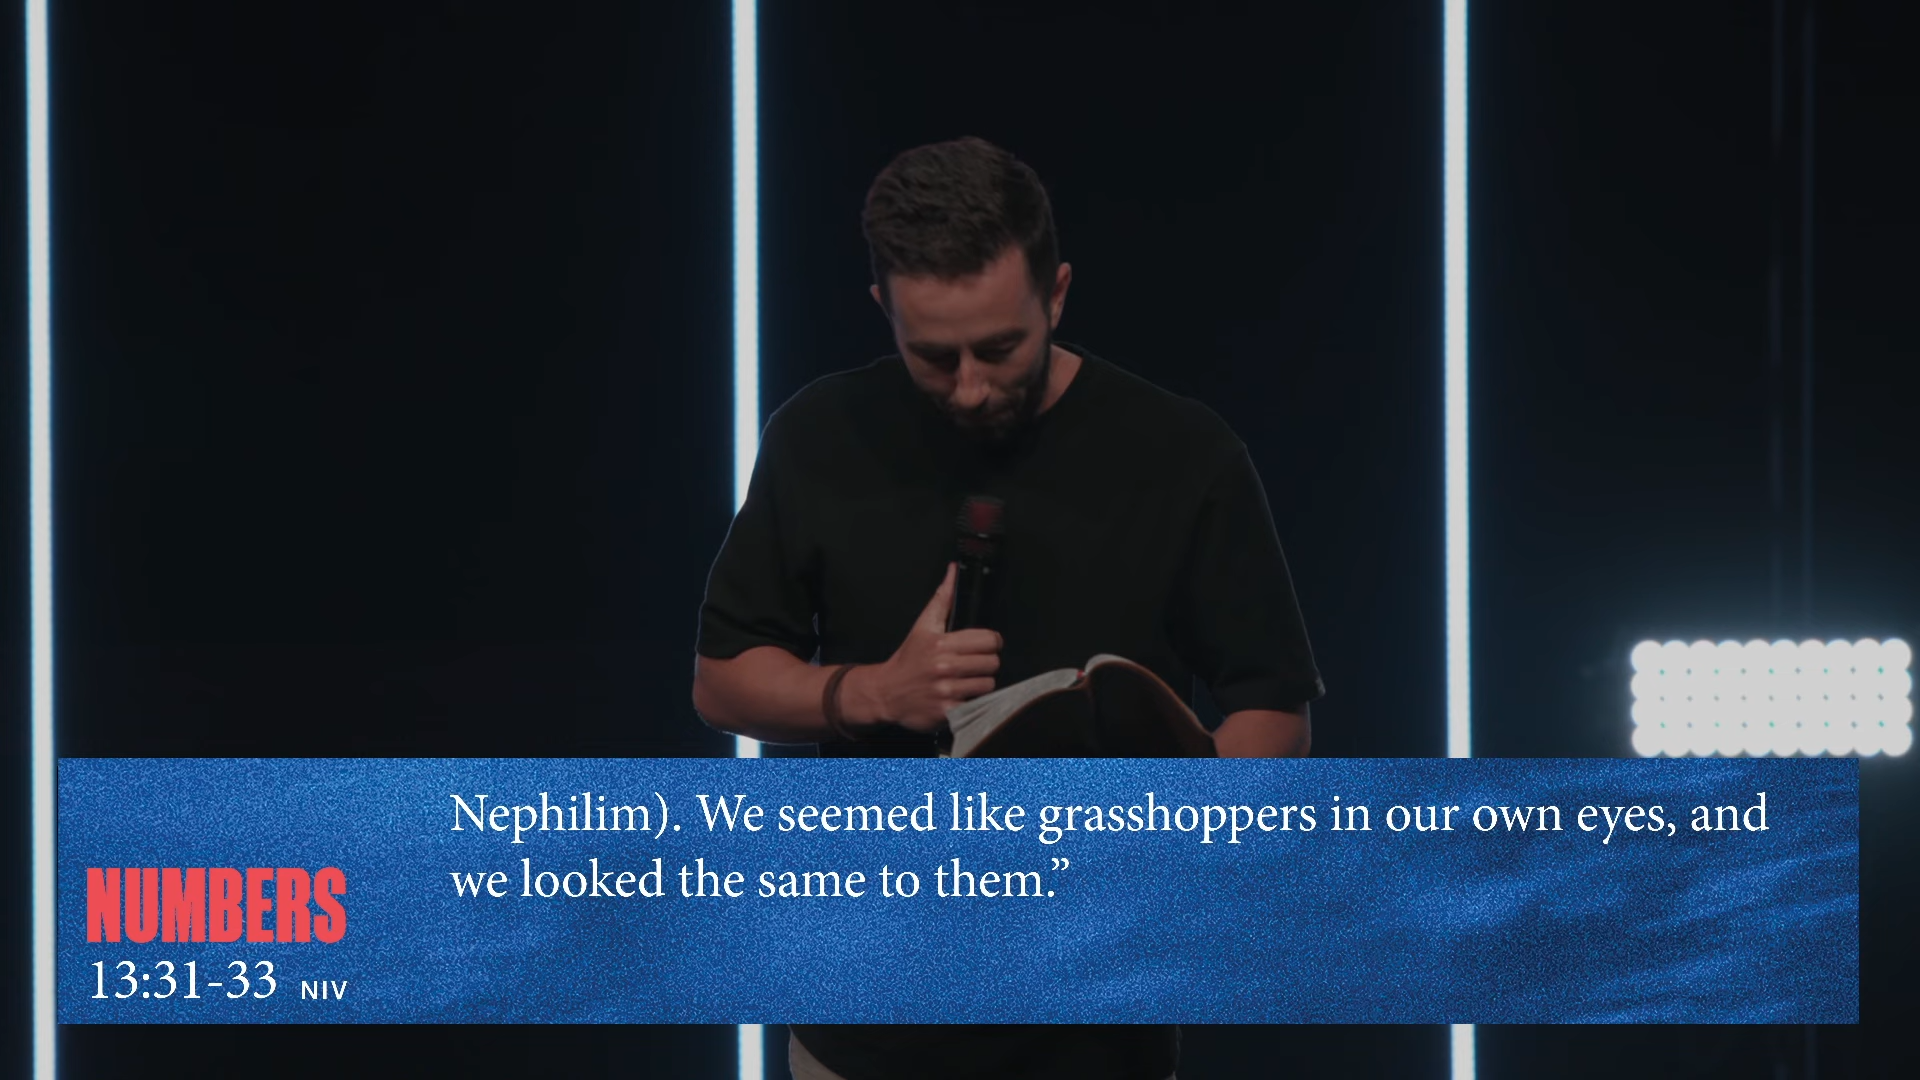 Nephilim). We seemed like grasshoppers in our own eyes, and
we looked the same to them.”
NUMBERS
13:31-33 NIV